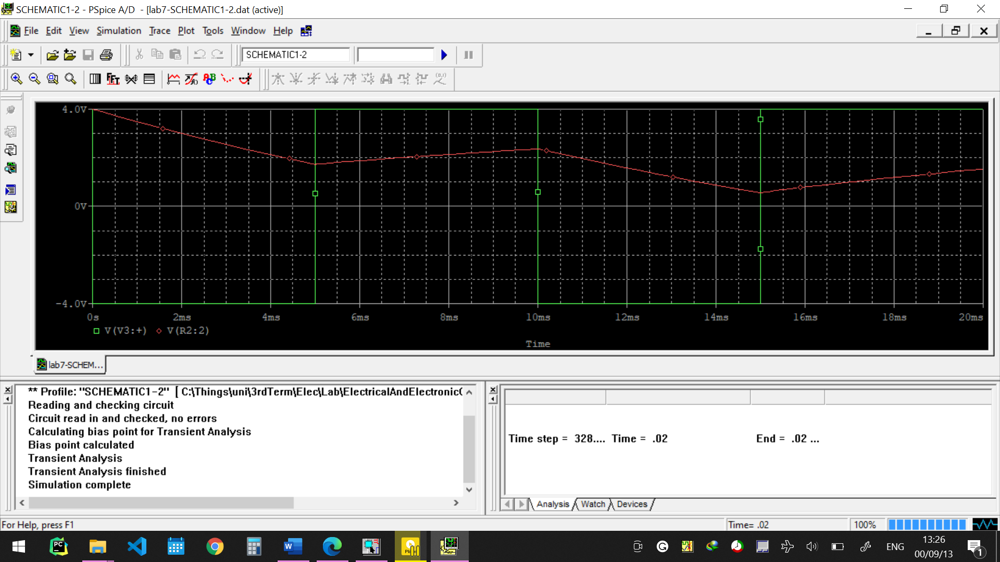 SCHEMATIC1-2 - PSpice A/D - [lab7-SCHEMATIC1-2.dat (active)]
File Edit View Simulation Trace Plot Tools Window Help
SCHEMATIC1-2
4.0V
0V
-4.0V
0s 2ms 4ms 6ms 8ms 10ms 12ms 14ms 16ms 18ms 20ms
V(V3:+) V(R2:2)
Time
lab7-SCHEM...
** Profile: "SCHEMATIC1-2" [ C:\Things\uni\3rdTerm\Elec\Lab\ElectricalAndElectronic
Reading and checking circuit
Circuit read in and checked, no errors
Calculating bias point for Transient Analysis
Bias point calculated
Transient Analysis
Transient Analysis finished
Simulation complete
Time step = 328.... Time = .02 End = .02 ...
Analysis Watch Devices
For Help, press F1
Time= .02 100%
ENG
13:26
00/09/13
1